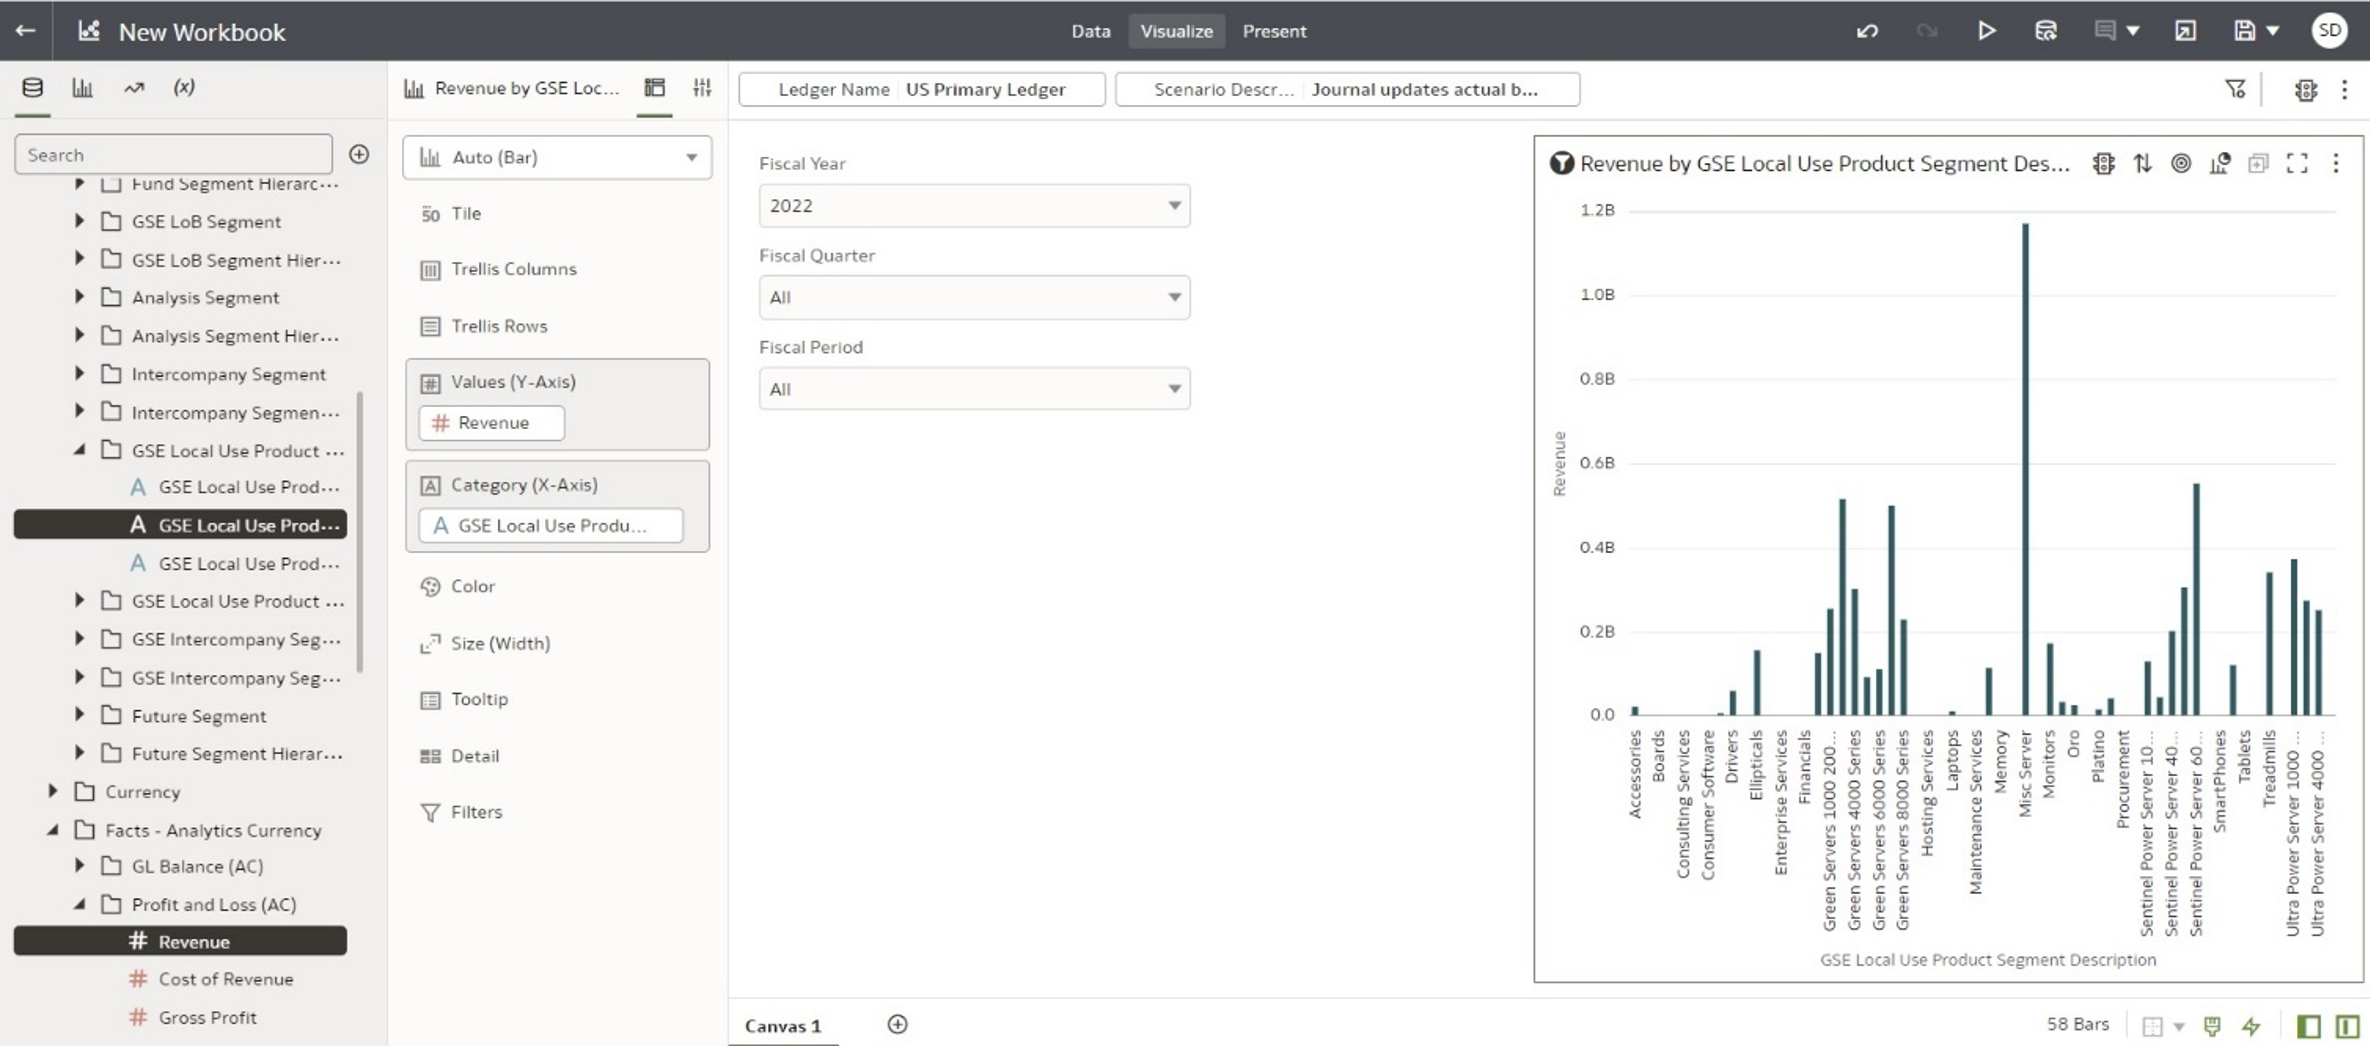 New Workbook
Data
Visualize
Present
SD
(x)
Search
Fund Segment Hierarc...
GSE LoB Segment
GSE LoB Segment Hier...
Analysis Segment
Analysis Segment Hier...
Intercompany Segment
Intercompany Segmen...
GSE Local Use Product ...
A GSE Local Use Prod...
A GSE Local Use Prod...
A GSE Local Use Prod...
GSE Local Use Product ...
GSE Intercompany Seg...
GSE Intercompany Seg...
Future Segment
Future Segment Hierar...
Currency
Facts - Analytics Currency
GL Balance (AC)
Profit and Loss (AC)
# Revenue
# Cost of Revenue
# Gross Profit
Revenue by GSE Loc...
Auto (Bar)
50 Tile
Trellis Columns
Trellis Rows
# Values (Y-Axis)
# Revenue
A Category (X-Axis)
A GSE Local Use Produ...
Color
Size (Width)
Tooltip
Detail
Filters
Ledger Name US Primary Ledger
Scenario Descr... Journal updates actual b...
Fiscal Year
2022
Fiscal Quarter
All
Fiscal Period
All
Revenue by GSE Local Use Product Segment Des...
1.2B
1.0B
0.8B
0.6B
0.4B
0.2B
0.0
Revenue
Accessories
Boards
Consulting Services
Consumer Software
Drivers
Ellipticals
Enterprise Services
Financials
Green Servers 1000 200...
Green Servers 4000 Series
Green Servers 6000 Series
Green Servers 8000 Series
Hosting Services
Laptops
Maintenance Services
Memory
Misc Server
Monitors
Oro
Platino
Procurement
Sentinel Power Server 10...
Sentinel Power Server 40...
Sentinel Power Server 60...
SmartPhones
Tablets
Treadmills
Ultra Power Server 1000 ...
Ultra Power Server 4000 ...
GSE Local Use Product Segment Description
Canvas 1
58 Bars